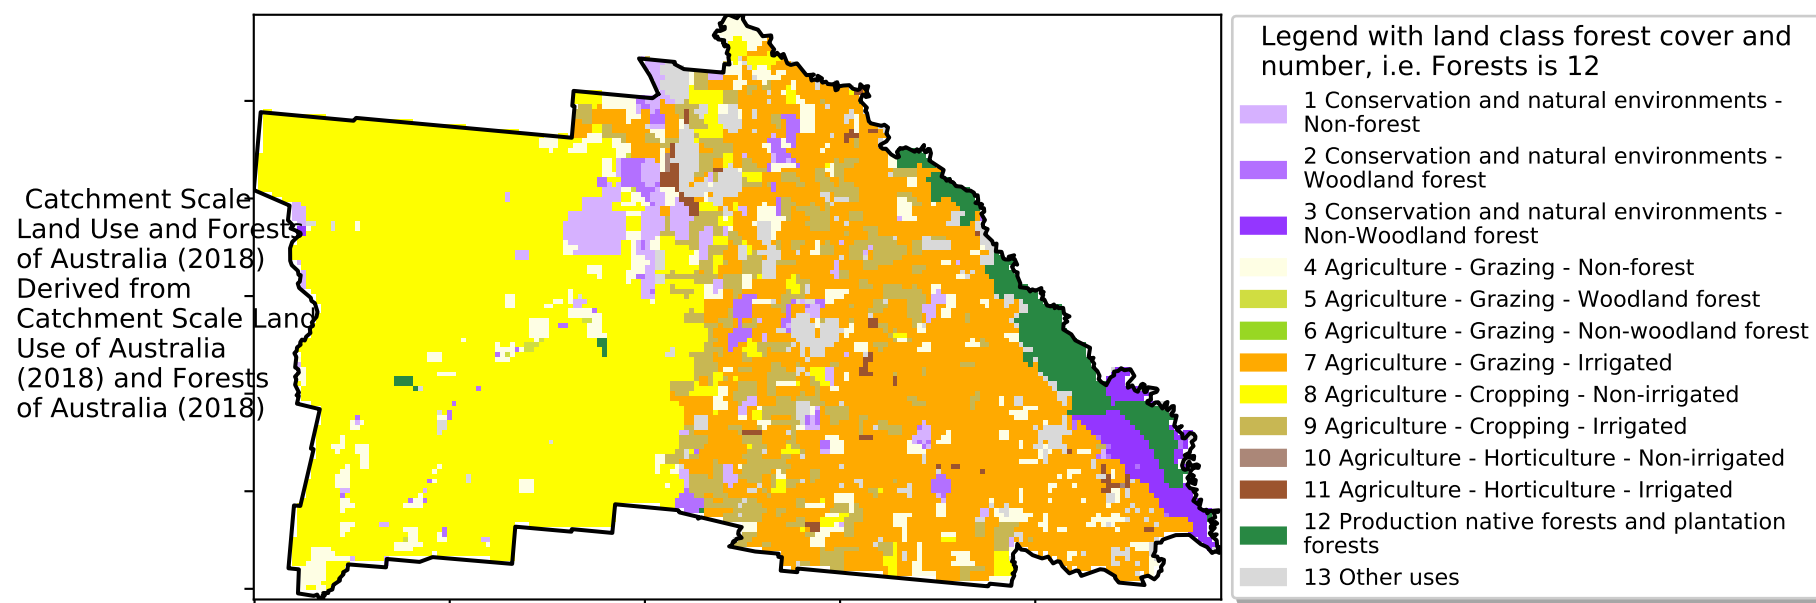 Catchment Scale
Land Use and Forests
of Australia (2018)
Derived from
Catchment Scale Land
Use of Australia
(2018) and Forests
of Australia (2018)
Legend with land class forest cover and
number, i.e. Forests is 12
1 Conservation and natural environments -
Non-forest
2 Conservation and natural environments -
Woodland forest
3 Conservation and natural environments -
Non-Woodland forest
4 Agriculture - Grazing - Non-forest
5 Agriculture - Grazing - Woodland forest
6 Agriculture - Grazing - Non-woodland forest
7 Agriculture - Grazing - Irrigated
8 Agriculture - Cropping - Non-irrigated
9 Agriculture - Cropping - Irrigated
10 Agriculture - Horticulture - Non-irrigated
11 Agriculture - Horticulture - Irrigated
12 Production native forests and plantation
forests
13 Other uses